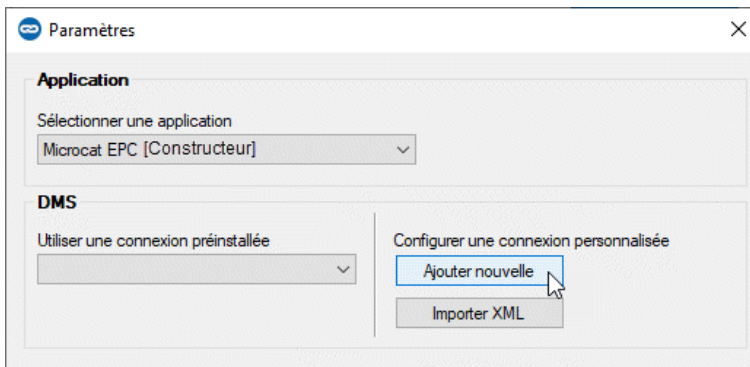 Paramètres
Application
Sélectionner une application
Microcat EPC [Constructeur]
DMS
Utiliser une connexion préinstallée
Configurer une connexion personnalisée
Ajouter nouvelle
Importer XML